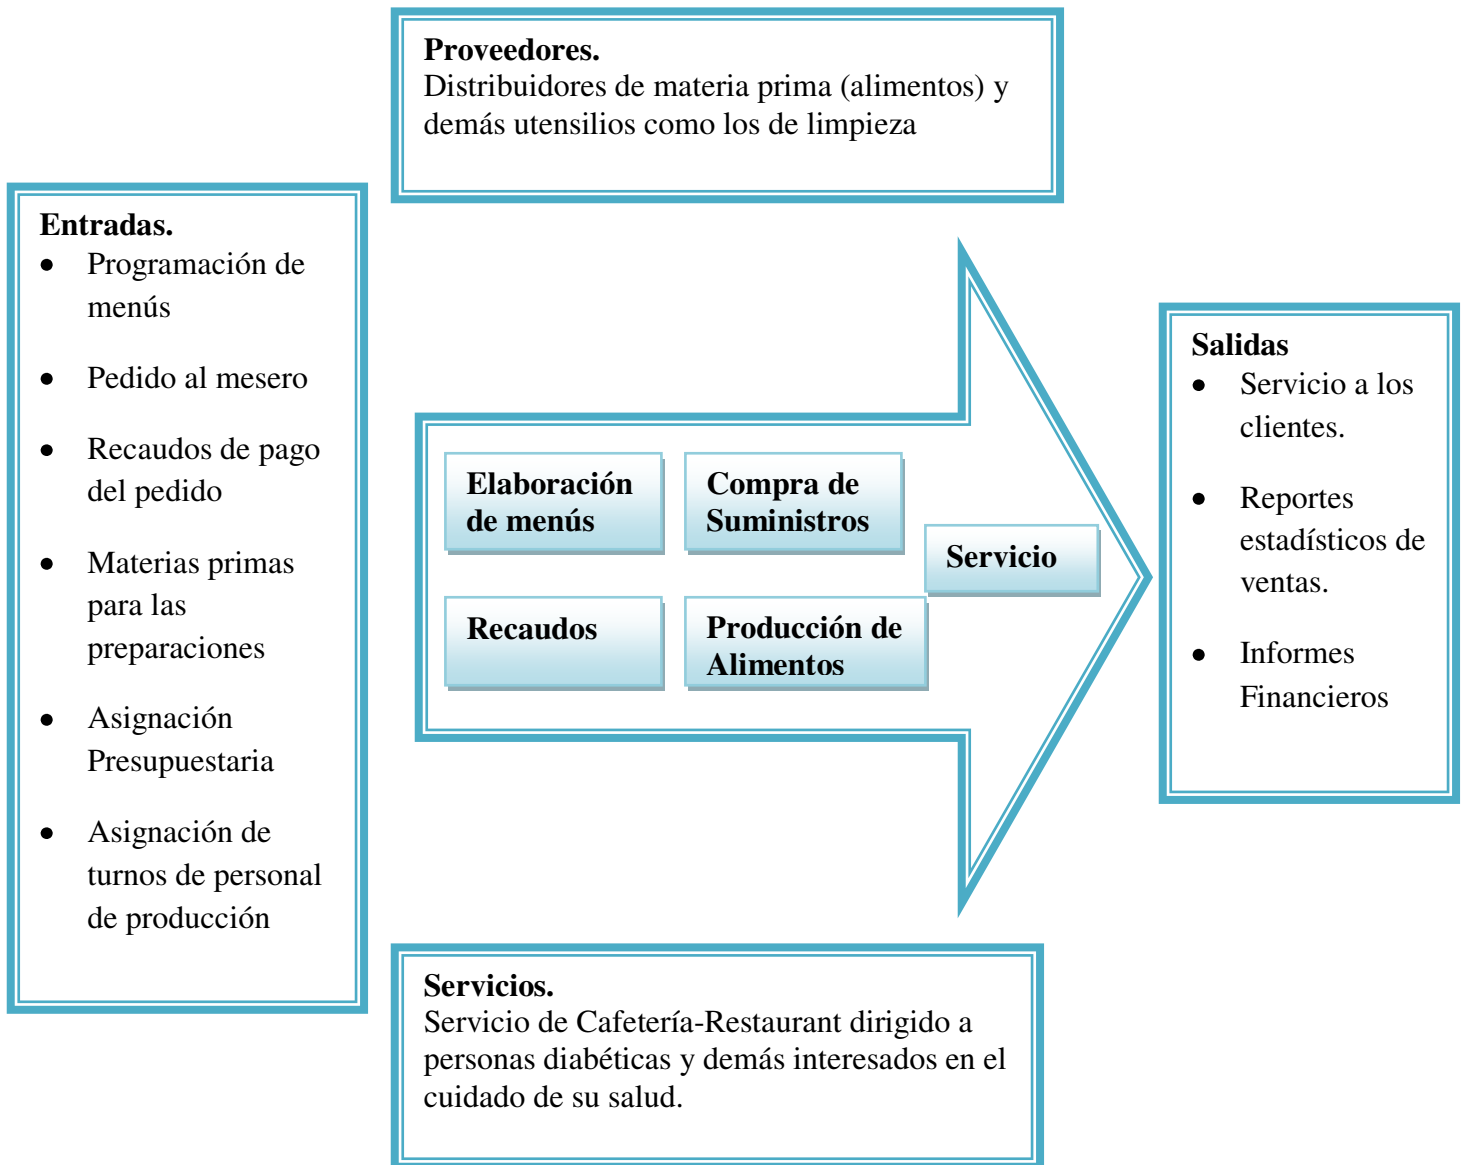 Proveedores.
Distribuidores de materia prima (alimentos) y
demás utensilios como los de limpieza
Entradas.
• Programación de
menús
• Pedido al mesero
• Recaudos de pago
del pedido
• Materias primas
para las
preparaciones
• Asignación
Presupuestaria
• Asignación de
turnos de personal
de producción
Elaboración
de menús
Compra de
Suministros
Recaudos
Producción de
Alimentos
Servicio
Salidas
• Servicio a los
clientes.
• Reportes
estadísticos de
ventas.
• Informes
Financieros
Servicios.
Servicio de Cafetería-Restaurant dirigido a
personas diabéticas y demás interesados en el
cuidado de su salud.